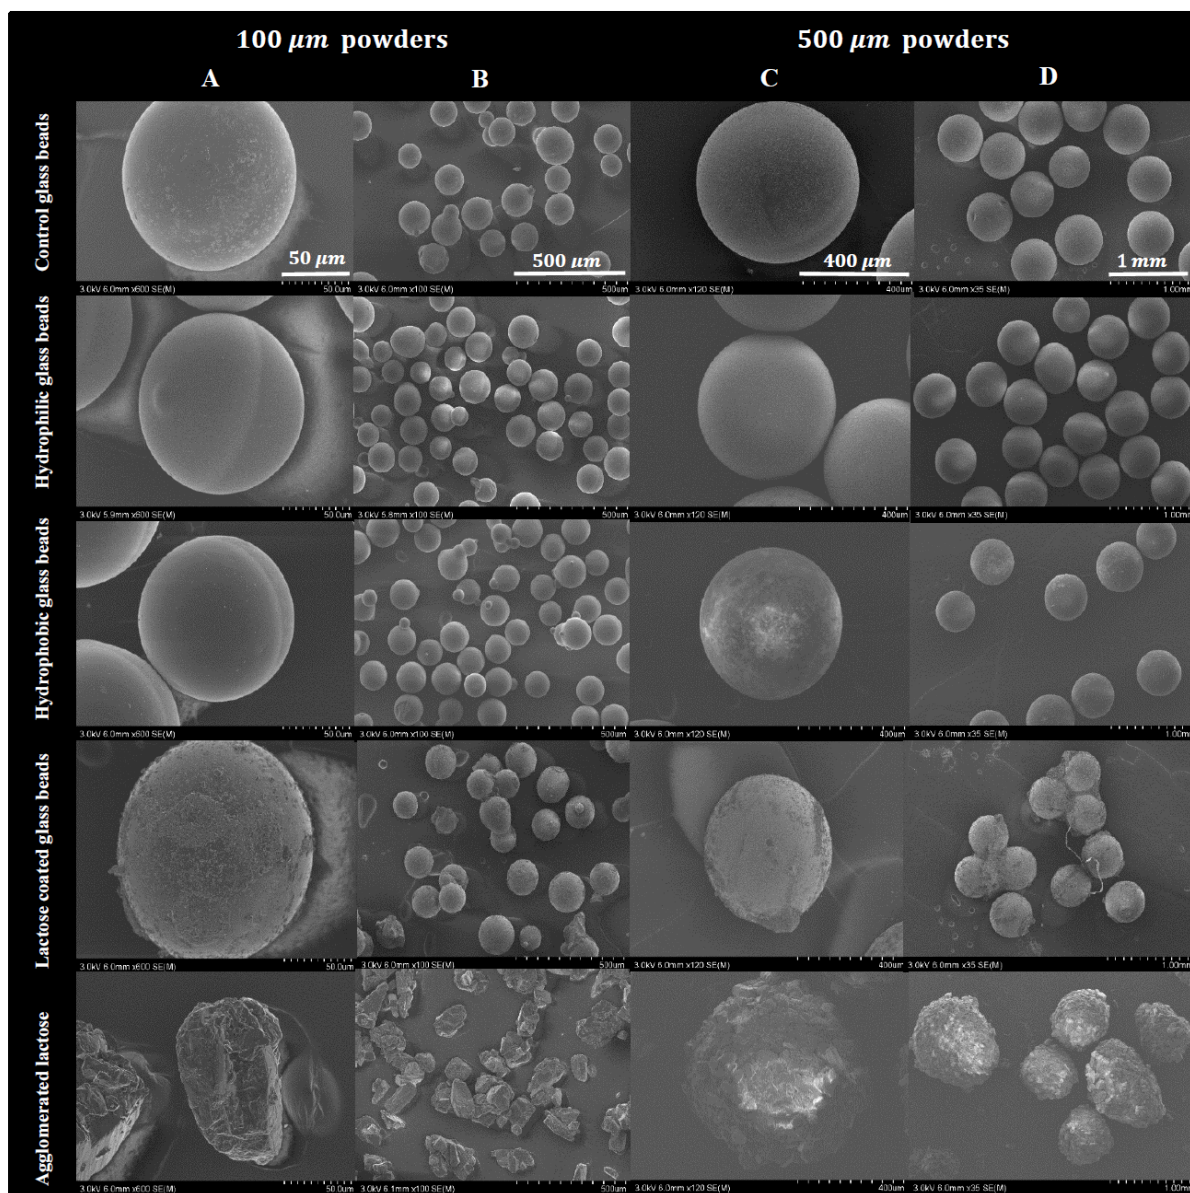 100 μm powders
500 μm powders
A
B
C
D
Control glass beads
50 μm
500 μm
400 μm
1 mm
3.0kV 6.0mm x600 SE(M) 50.0um
3.0kV 6.0mm x100 SE(M) 500um
3.0kV 6.0mm x120 SE(M) 400um
3.0kV 6.0mm x35 SE(M) 1.00mm
Hydrophilic glass beads
3.0kV 5.9mm x600 SE(M) 50.0um
3.0kV 5.8mm x100 SE(M) 500um
3.0kV 6.0mm x120 SE(M) 400um
3.0kV 6.0mm x35 SE(M) 1.00mm
Hydrophobic glass beads
3.0kV 6.0mm x600 SE(M) 50.0um
3.0kV 6.0mm x100 SE(M) 500um
3.0kV 6.0mm x120 SE(M) 400um
3.0kV 6.0mm x35 SE(M) 1.00mm
Lactose coated glass beads
3.0kV 6.0mm x600 SE(M) 50.0um
3.0kV 6.0mm x100 SE(M) 500um
3.0kV 6.0mm x120 SE(M) 400um
3.0kV 6.0mm x35 SE(M) 1.00mm
Agglomerated lactose
3.0kV 6.0mm x600 SE(M) 50.0um
3.0kV 6.1mm x100 SE(M) 500um
3.0kV 6.0mm x120 SE(M) 400um
3.0kV 6.0mm x35 SE(M) 1.00mm